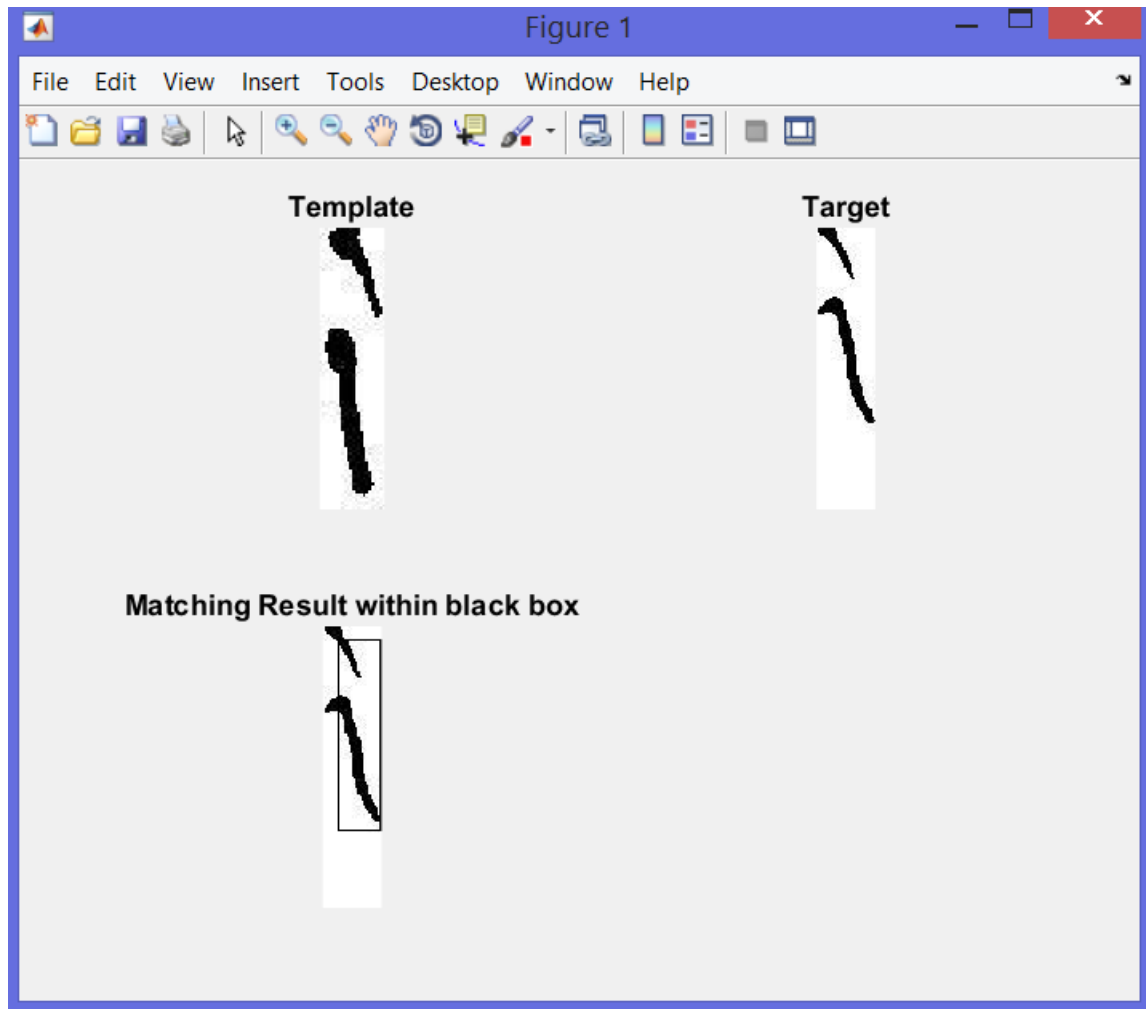 Figure 1
File Edit View Insert Tools Desktop Window Help
Template
Target
Matching Result within black box